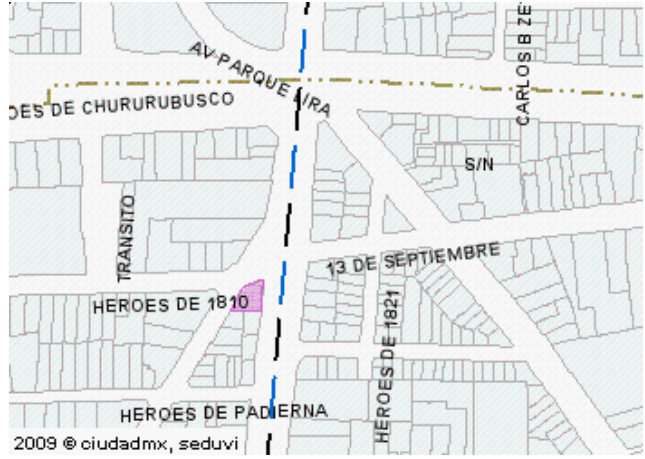 AV PARQUE LIRA
CARLOS B ZE
OES DE CHURURUBUSCO
S/N
TRANSITO
13 DE SEPTIEMBRE
HEROES DE 1810
HEROES DE 1821
HEROES DE PADIERNA
2009 © ciudadmx, seduvi